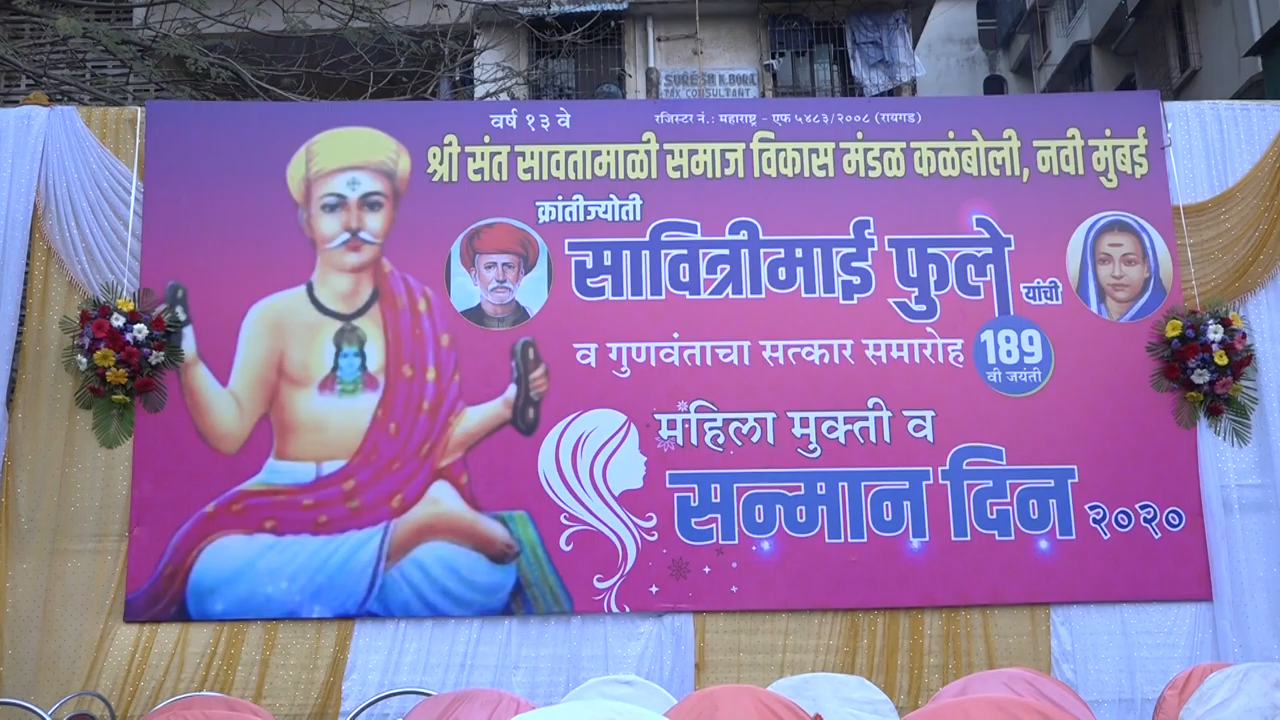 SURESH K.BORA
TAX CONSULTANT
वर्ष १३ वे
रजिस्टर नं.: महाराष्ट्र - एफ ५४८३/२००८ (रायगड)
श्री संत सावतामाळी समाज विकास मंडळ कळंबोली, नवी मुंबई
क्रांतीज्योती
सावित्रीमाई फुले यांची
व गुणवंताचा सत्कार समारोह
189
वी जयंती
महिला मुक्ती व
सन्मान दिन २०२०